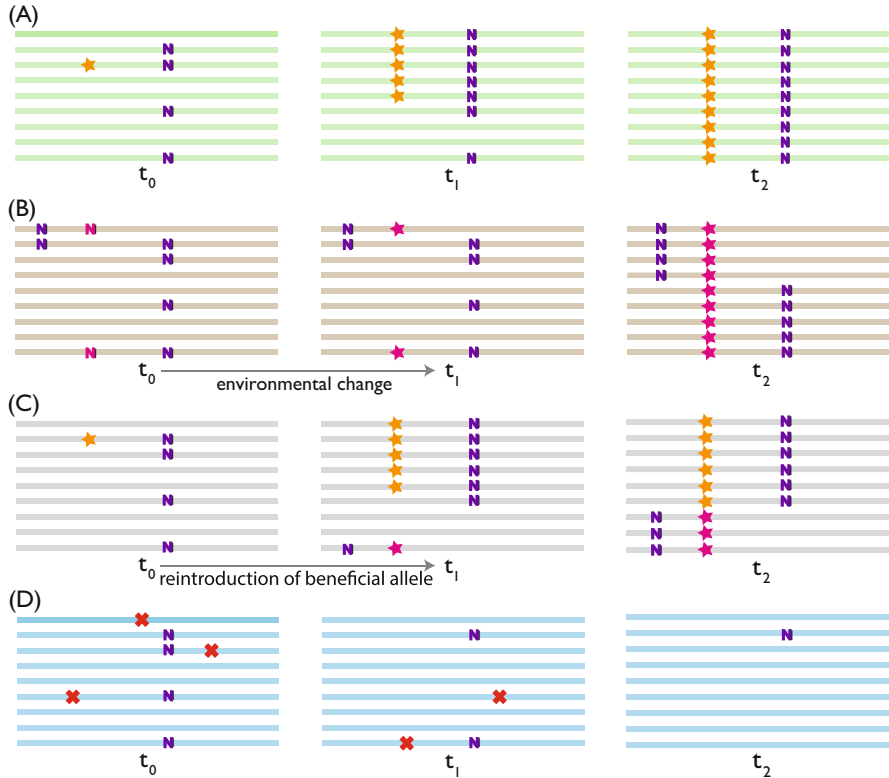 (A)
N N
N N N
N N N
N N
N N
N N N
N
N
N N N
t0 t1 t2
(B)
N N N N
N N N N N
N N N
N
N
N N N
N
N
N N N N
t0 t1 t2
environmental change
(C)
N N
N N N
N N N
N N
N N
N N N
N
N
N N N
t0 t1 t2
reintroduction of beneficial allele
(D)
N N N
N
N
N N
t0 t1 t2